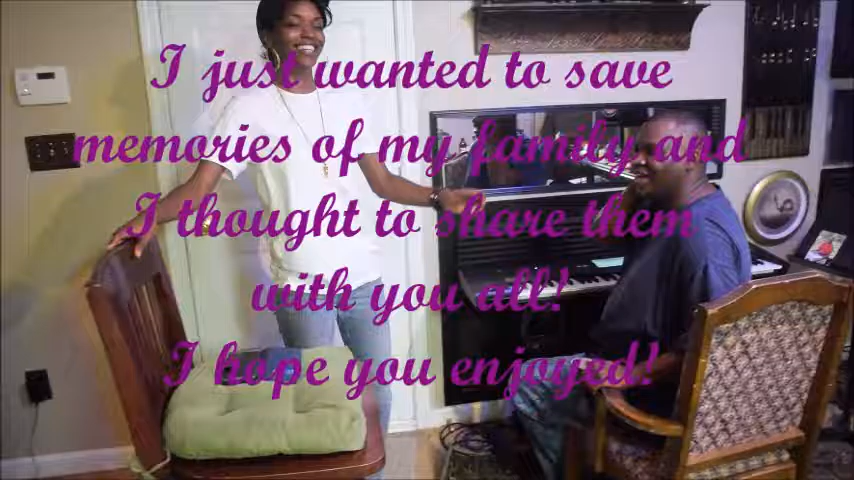 I just wanted to save
memories of my family and
I thought to share them
with you all!
I hope you enjoyed!